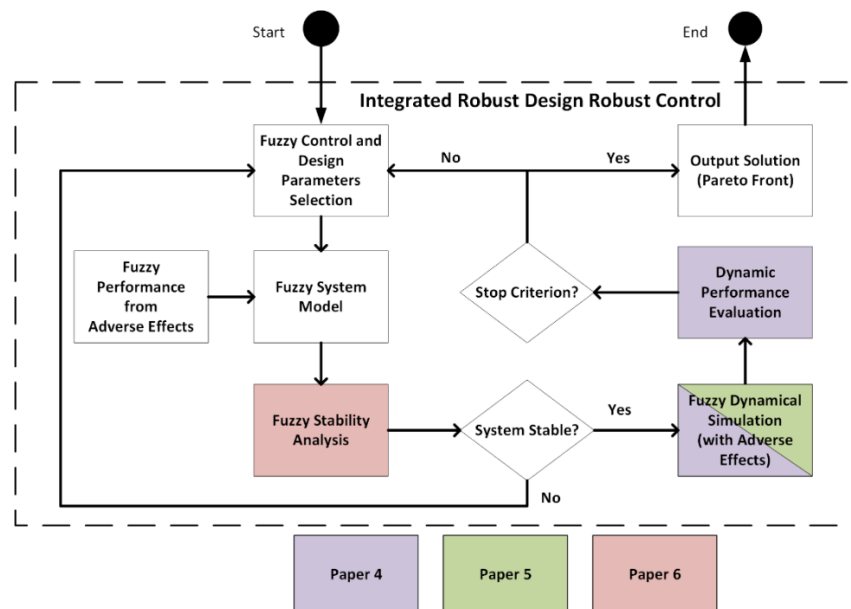 Start
End
Integrated Robust Design Robust Control
Fuzzy Control and
Design
Parameters
Selection
No
Yes
Output Solution
(Pareto Front)
Fuzzy
Performance
from
Adverse Effects
Fuzzy System
Model
Stop Criterion?
Dynamic
Performance
Evaluation
Fuzzy Stability
Analysis
System Stable?
Yes
Fuzzy Dynamical
Simulation
(with Adverse
Effects)
No
Paper 4
Paper 5
Paper 6